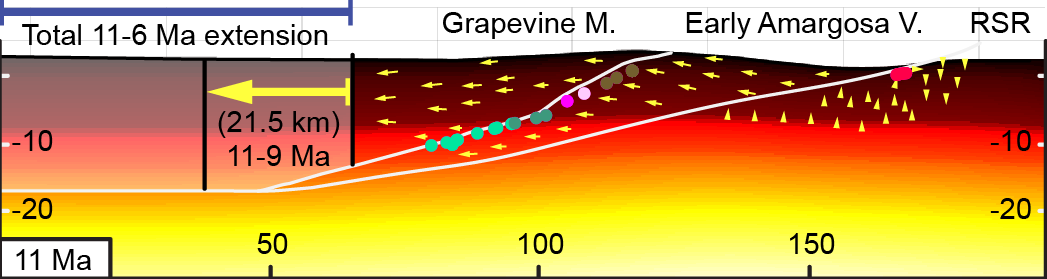 Grapevine M. Early Amargosa V. RSR
Total 11-6 Ma extension
(21.5 km)
11-9 Ma
-10 -10
-20 -20
50 100 150
11 Ma